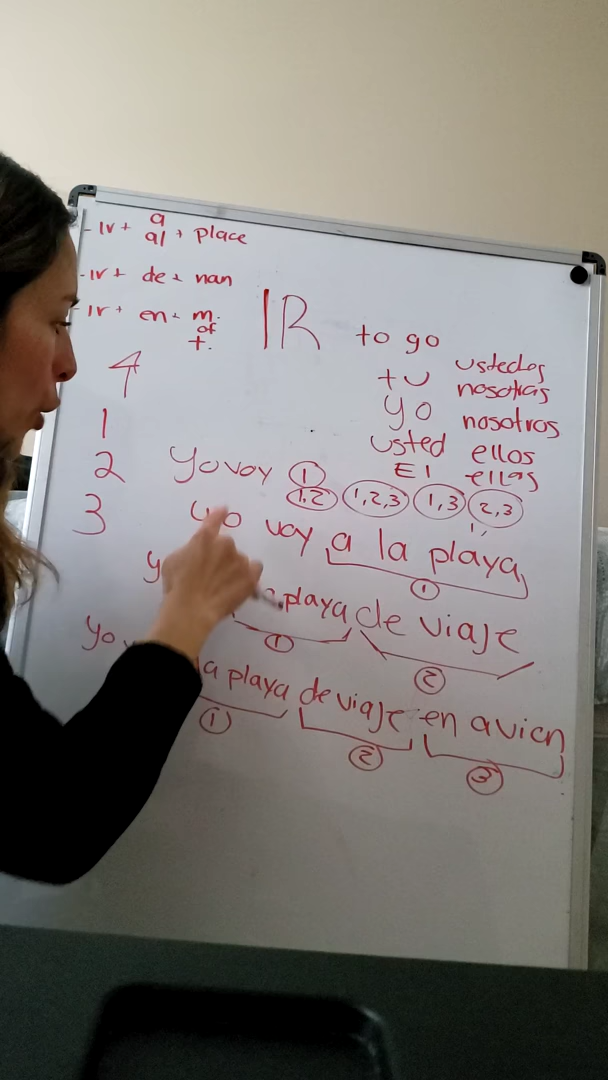 - Ir + a al + place
- Ir + de + nan
- Ir + en + m. of t.
IR to go
ustedes
tu nosotras
yo nosotros
usted ellos
El ellas
4
1
2
3
Yo voy ①
1,2 1,2,3 1,3 2,3
yo voy a la playa
①
playa de viaje
① ②
yo la playa de viaje en avion
① ② ③